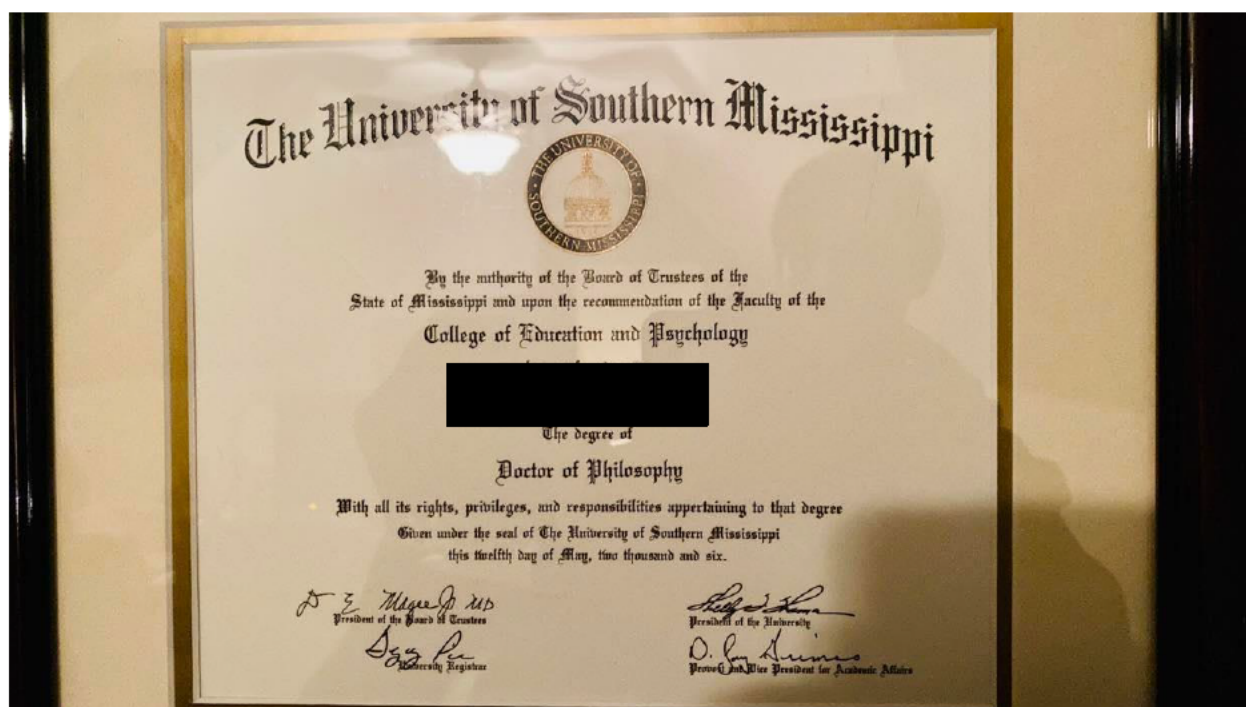 The University of Southern Mississippi
THE UNIVERSITY OF
SOUTHERN MISSISSIPPI
By the authority of the Board of Trustees of the
State of Mississippi and upon the recommendation of the Faculty of the
College of Education and Psychology
The degree of
Doctor of Philosophy
With all its rights, privileges, and responsibilities appertaining to that degree
Given under the seal of The University of Southern Mississippi
this twelfth day of May, two thousand and six.
D E Magee Jr MD
President of the Board of Trustees
President of the University
University Registrar
Provost and Vice President for Academic Affairs